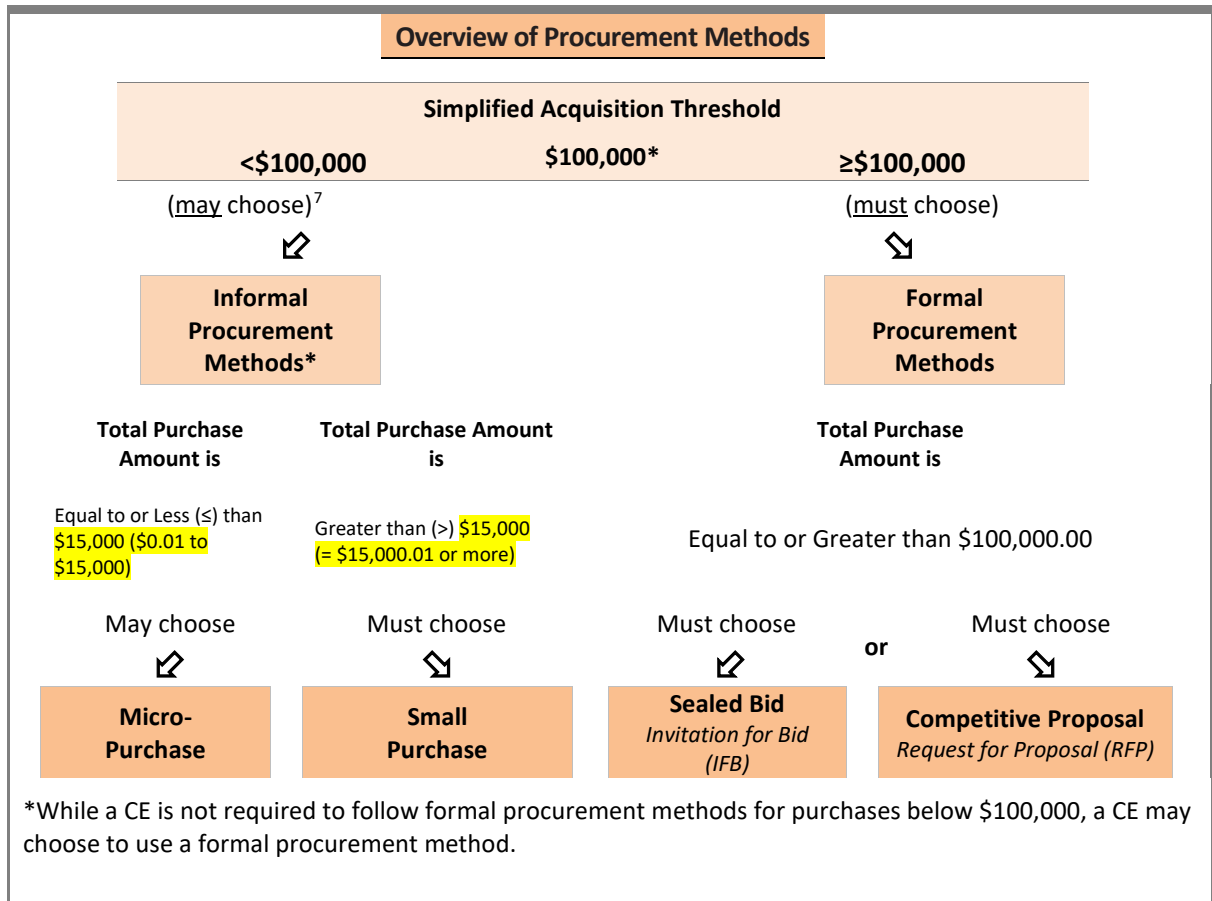 Overview of Procurement Methods
Simplified Acquisition Threshold
<$100,000
$100,000*
≥$100,000
(may choose)7
(must choose)
Informal
Procurement
Methods*
Formal
Procurement
Methods
Total Purchase
Amount is
Total Purchase Amount
is
Total Purchase
Amount is
Equal to or Less (≤) than
$15,000 ($0.01 to
$15,000)
Greater than (>) $15,000
(= $15,000.01 or more)
Equal to or Greater than $100,000.00
May choose
Must choose
Must choose
or
Must choose
Micro-
Purchase
Small
Purchase
Sealed Bid
Invitation for Bid
(IFB)
Competitive Proposal
Request for Proposal (RFP)
*While a CE is not required to follow formal procurement methods for purchases below $100,000, a CE may
choose to use a formal procurement method.